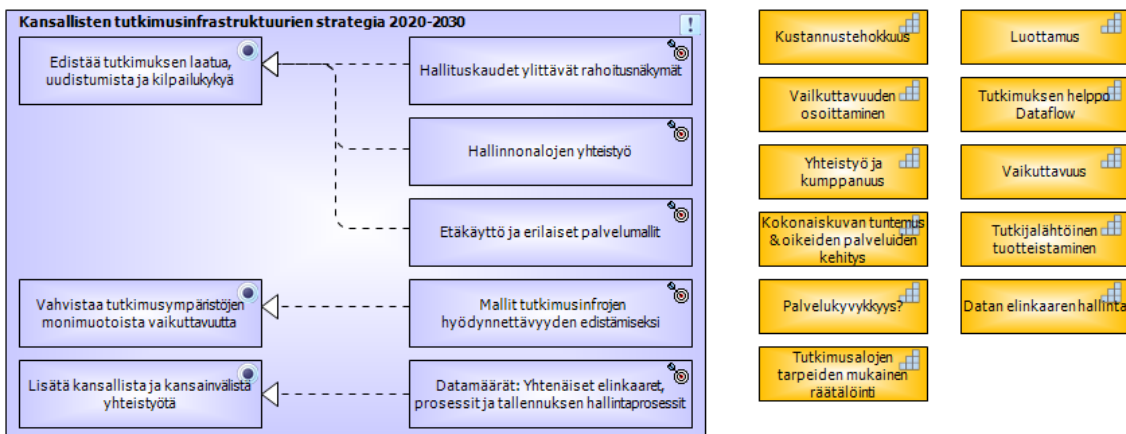 Kansallisten tutkimusinfrastruktuurien strategia 2020-2030
Edistää tutkimuksen laatua,
uudistumista ja kilpailukykyä
Hallituskaudet ylittävät rahoitusnäkymät
Hallinnonalojen yhteistyö
Etäkäyttö ja erilaiset palvelumallit
Vahvistaa tutkimusympäristöjen
monimuotoista vaikuttavuutta
Mallit tutkimusinfrojen
hyödynnettävyyden edistämiseksi
Lisätä kansallista ja kansainvälistä
yhteistyötä
Datamäärät: Yhtenäiset elinkaaret,
prosessit ja tallennuksen hallintaprosessit
Kustannustehokkuus
Luottamus
Vailkuttavuuden
osoittaminen
Tutkimuksen helppo
Dataflow
Yhteistyö ja
kumppanuus
Vaikuttavuus
Kokonaiskuvan tuntemus
& oikeiden palveluiden
kehitys
Tutkijalähtöinen
tuotteistaminen
Palvelukyvykkyys?
Datan elinkaaren hallinta
Tutkimusalojen
tarpeiden mukainen
räätälöinti